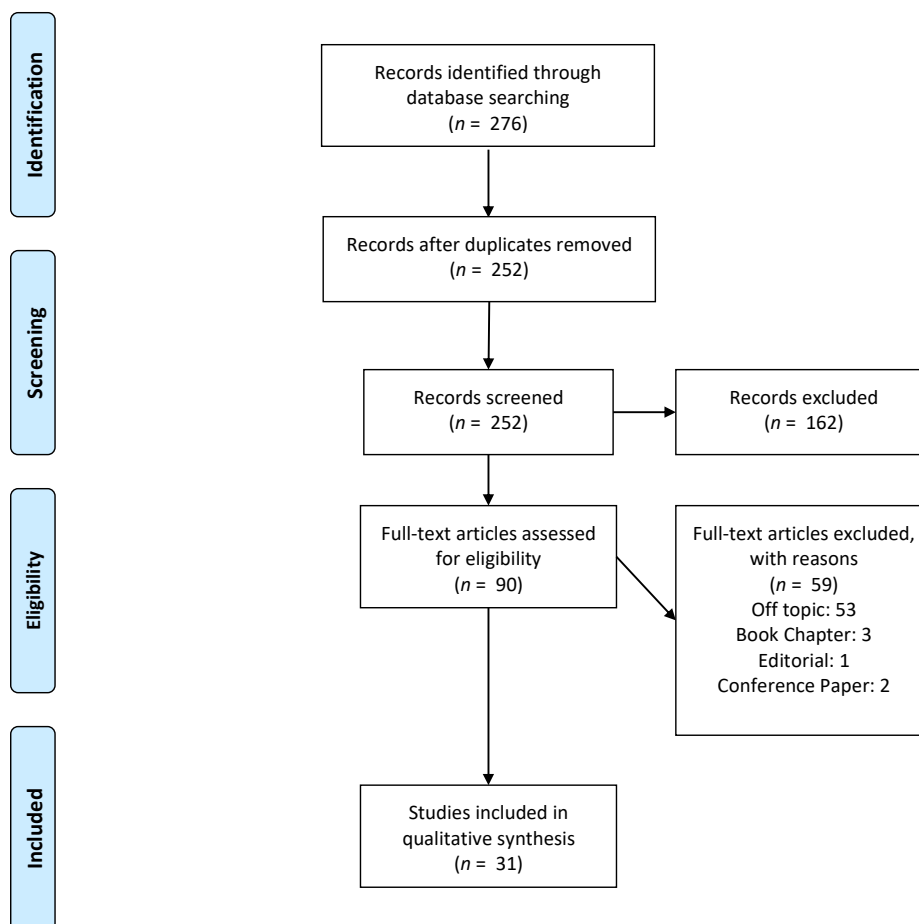 Identification
Records identified through
database searching
(n = 276)
Records after duplicates removed
(n = 252)
Screening
Records screened
(n = 252)
Records excluded
(n = 162)
Eligibility
Full-text articles assessed
for eligibility
(n = 90)
Full-text articles excluded,
with reasons
(n = 59)
Off topic: 53
Book Chapter: 3
Editorial: 1
Conference Paper: 2
Included
Studies included in
qualitative synthesis
(n = 31)